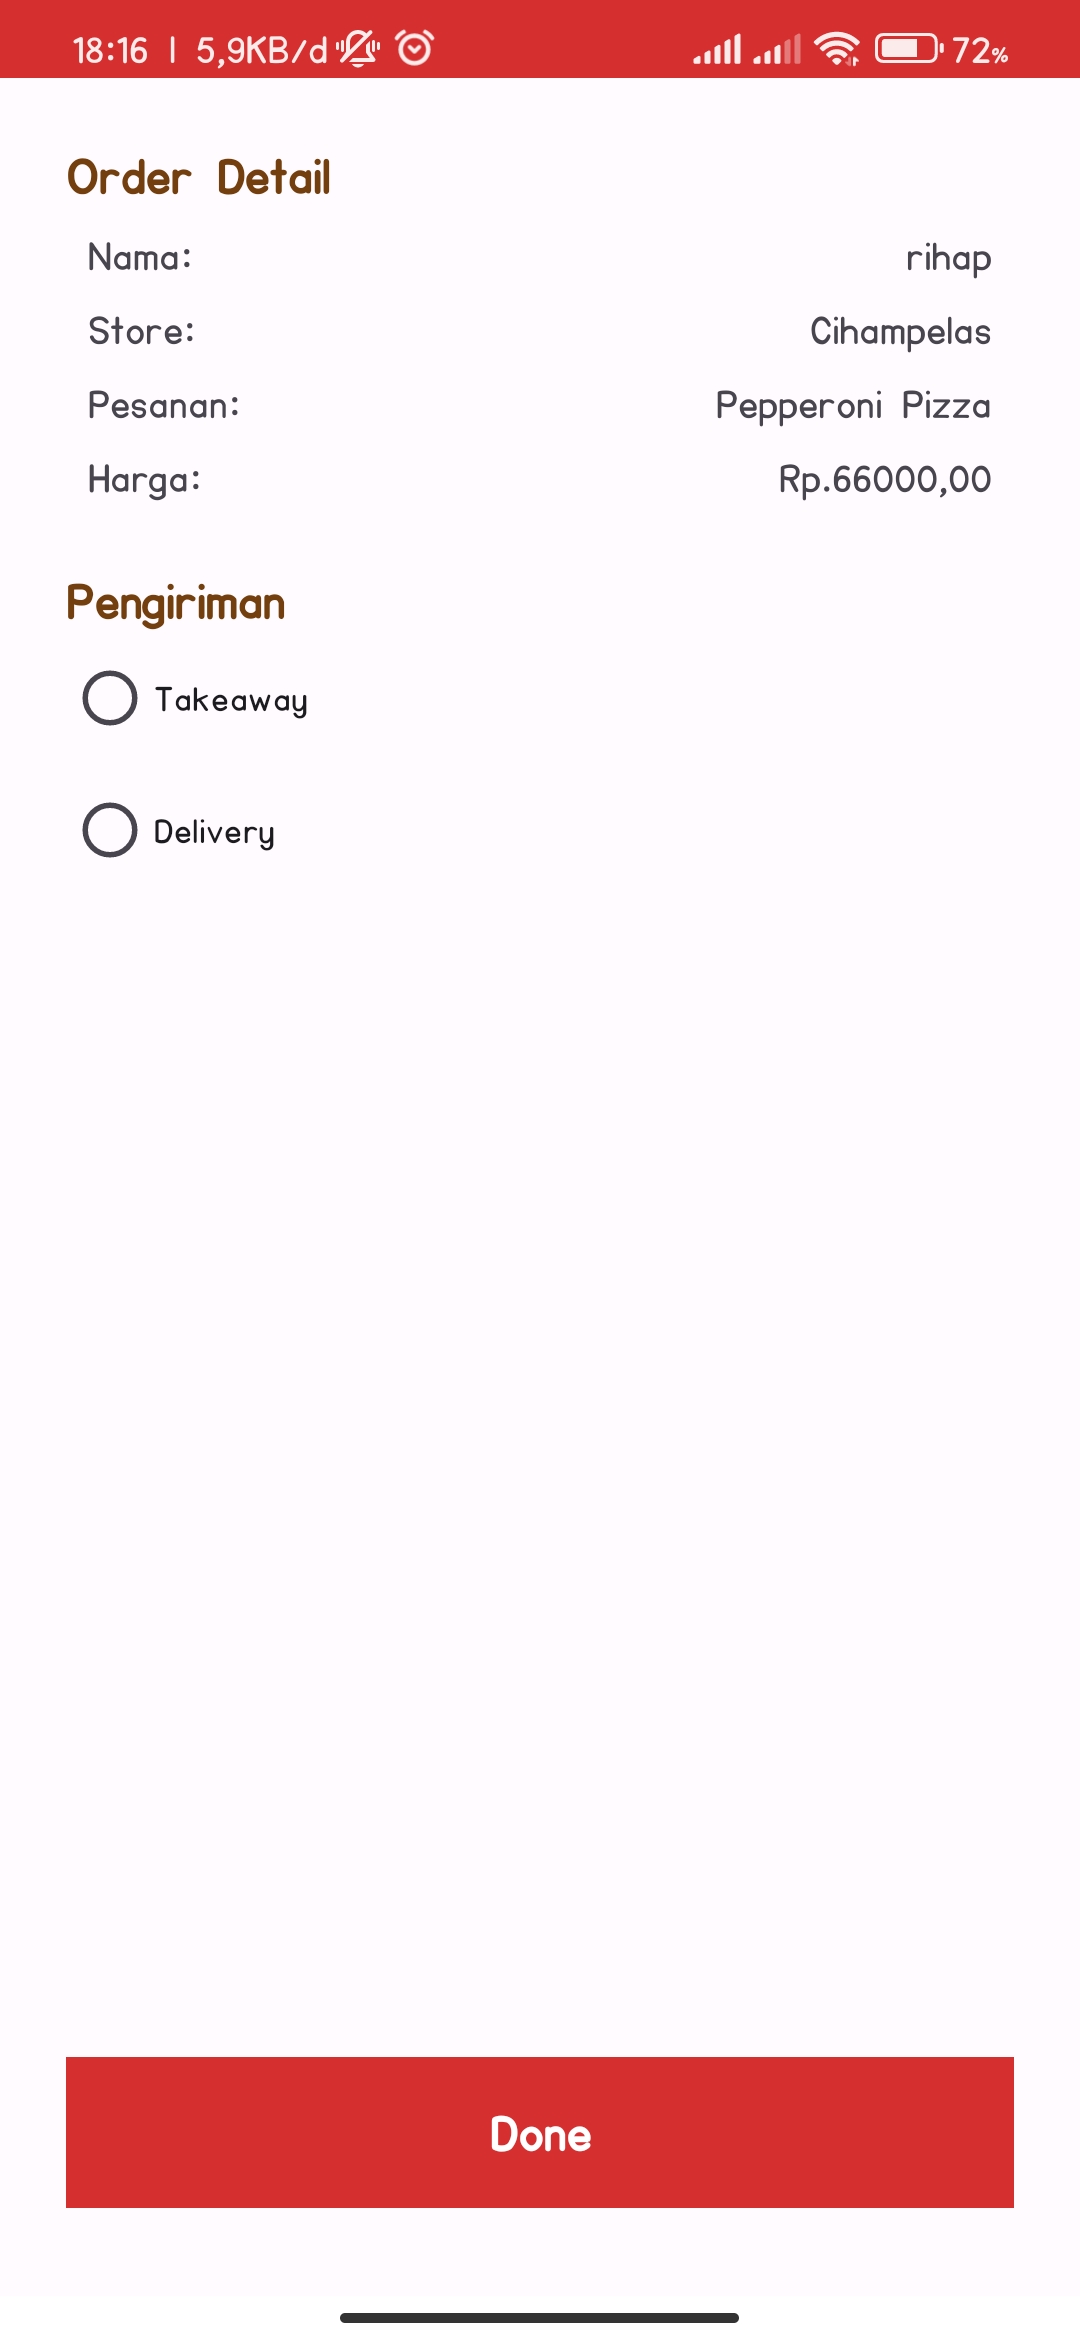 18:16 | 5,9KB/d 72%
Order Detail
Nama: rihap
Store: Cihampelas
Pesanan: Pepperoni Pizza
Harga: Rp.66000,00
Pengiriman
Takeaway
Delivery
Done